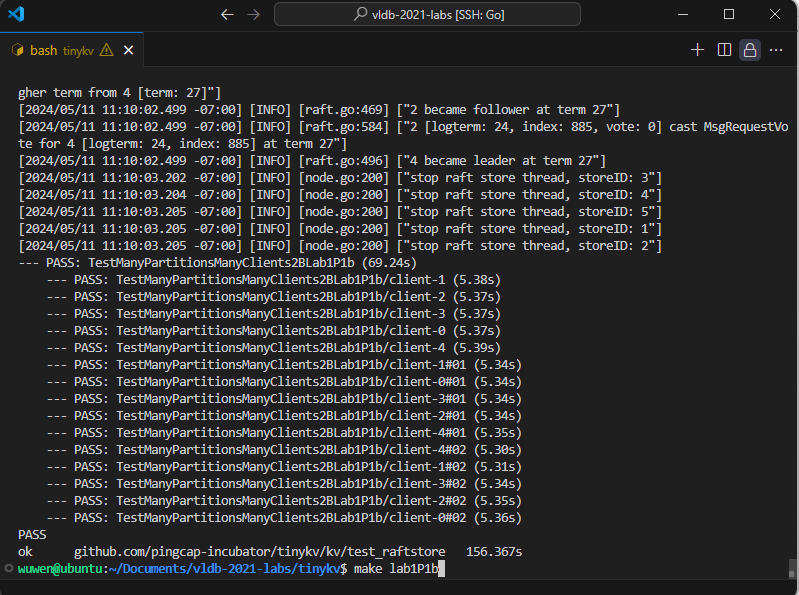 vldb-2021-labs [SSH: Go]
bash tinykv
gher term from 4 [term: 27]"]
[2024/05/11 11:10:02.499 -07:00] [INFO] [raft.go:469] ["2 became follower at term 27"]
[2024/05/11 11:10:02.499 -07:00] [INFO] [raft.go:584] ["2 [logterm: 24, index: 885, vote: 0] cast MsgRequestVo
te for 4 [logterm: 24, index: 885] at term 27"]
[2024/05/11 11:10:02.499 -07:00] [INFO] [raft.go:496] ["4 became leader at term 27"]
[2024/05/11 11:10:03.202 -07:00] [INFO] [node.go:200] ["stop raft store thread, storeID: 3"]
[2024/05/11 11:10:03.204 -07:00] [INFO] [node.go:200] ["stop raft store thread, storeID: 4"]
[2024/05/11 11:10:03.205 -07:00] [INFO] [node.go:200] ["stop raft store thread, storeID: 5"]
[2024/05/11 11:10:03.205 -07:00] [INFO] [node.go:200] ["stop raft store thread, storeID: 1"]
[2024/05/11 11:10:03.205 -07:00] [INFO] [node.go:200] ["stop raft store thread, storeID: 2"]
--- PASS: TestManyPartitionsManyClients2BLab1P1b (69.24s)
    --- PASS: TestManyPartitionsManyClients2BLab1P1b/client-1 (5.38s)
    --- PASS: TestManyPartitionsManyClients2BLab1P1b/client-2 (5.37s)
    --- PASS: TestManyPartitionsManyClients2BLab1P1b/client-3 (5.37s)
    --- PASS: TestManyPartitionsManyClients2BLab1P1b/client-0 (5.37s)
    --- PASS: TestManyPartitionsManyClients2BLab1P1b/client-4 (5.39s)
    --- PASS: TestManyPartitionsManyClients2BLab1P1b/client-1#01 (5.34s)
    --- PASS: TestManyPartitionsManyClients2BLab1P1b/client-0#01 (5.34s)
    --- PASS: TestManyPartitionsManyClients2BLab1P1b/client-3#01 (5.34s)
    --- PASS: TestManyPartitionsManyClients2BLab1P1b/client-2#01 (5.34s)
    --- PASS: TestManyPartitionsManyClients2BLab1P1b/client-4#01 (5.35s)
    --- PASS: TestManyPartitionsManyClients2BLab1P1b/client-4#02 (5.30s)
    --- PASS: TestManyPartitionsManyClients2BLab1P1b/client-1#02 (5.31s)
    --- PASS: TestManyPartitionsManyClients2BLab1P1b/client-3#02 (5.34s)
    --- PASS: TestManyPartitionsManyClients2BLab1P1b/client-2#02 (5.35s)
    --- PASS: TestManyPartitionsManyClients2BLab1P1b/client-0#02 (5.36s)
PASS
ok      github.com/pingcap-incubator/tinykv/kv/test_raftstore   156.367s
wuwen@ubuntu:~/Documents/vldb-2021-labs/tinykv$ make lab1P1b